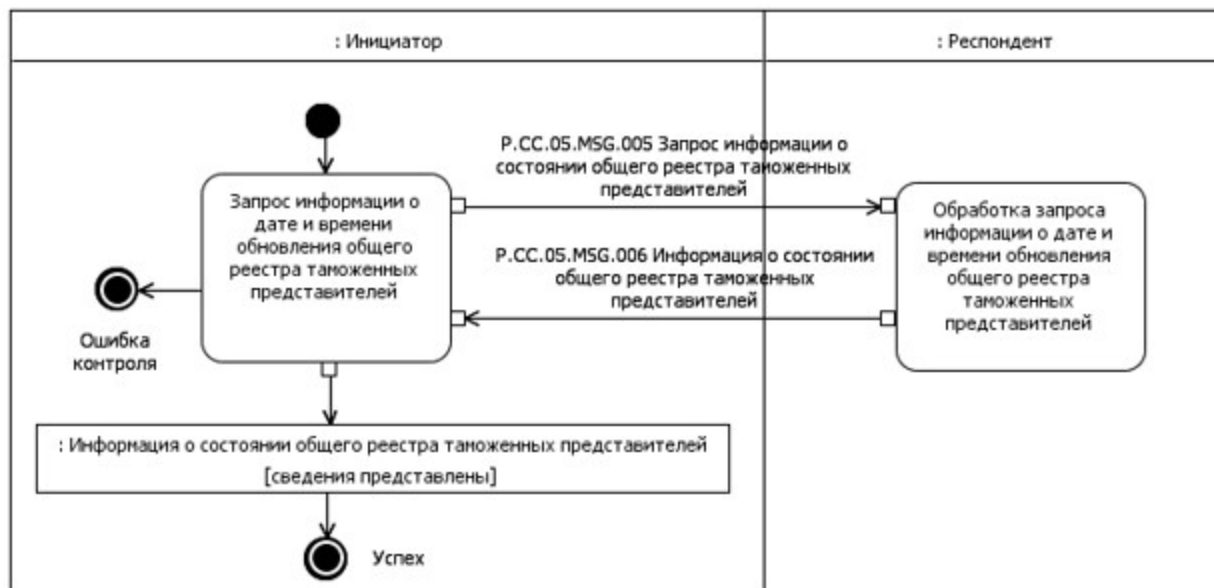 : Инициатор
: Респондент
P.CC.05.MSG.005 Запрос информации о
состоянии общего реестра таможенных
представителей
Запрос информации о
дате и времени
обновления общего
реестра таможенных
представителей
P.CC.05.MSG.006 Информация о состоянии
общего реестра таможенных
представителей
Обработка запроса
информации о дате и
времени обновления
общего реестра
таможенных
представителей
Ошибка
контроля
: Информация о состоянии общего реестра таможенных представителей
[сведения представлены]
Успех